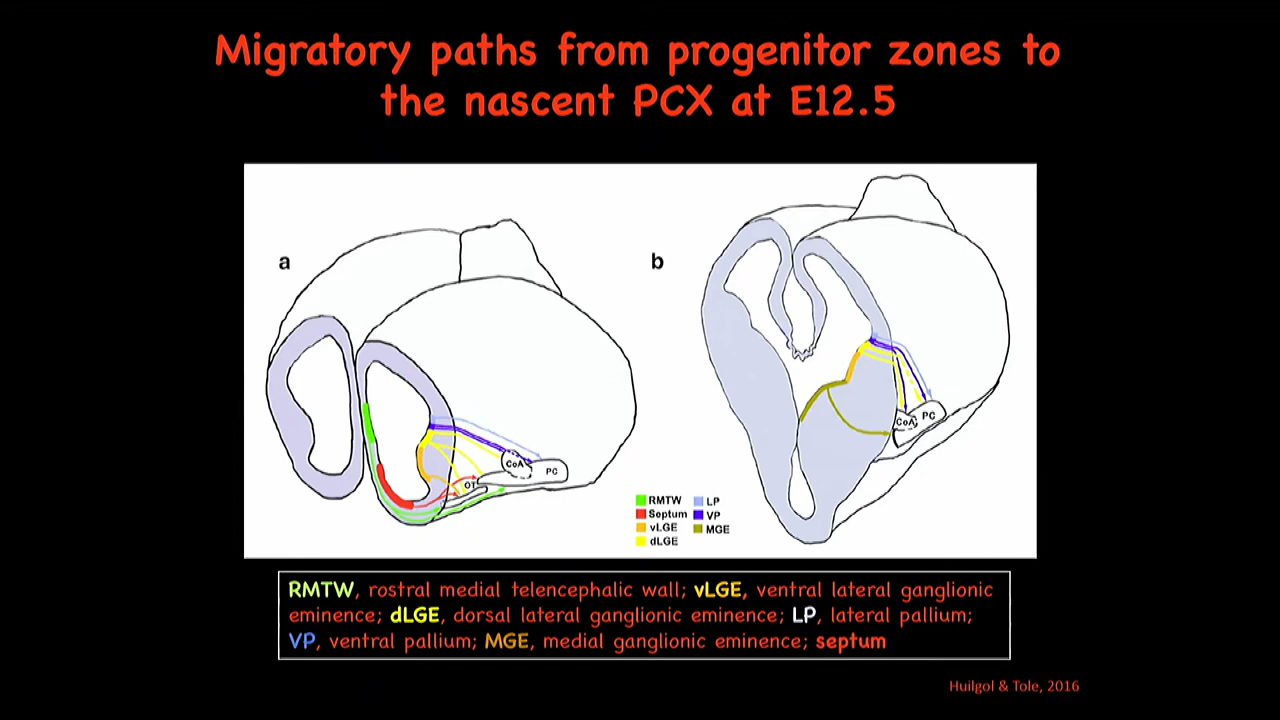 Migratory paths from progenitor zones to
the nascent PCX at E12.5
a
b
CoA
PC
OT
CoA
PC
RMTW
Septum
vLGE
dLGE
LP
VP
MGE
RMTW, rostral medial telencephalic wall; vLGE, ventral lateral ganglionic
eminence; dLGE, dorsal lateral ganglionic eminence; LP, lateral pallium;
VP, ventral pallium; MGE, medial ganglionic eminence; septum
Huilgol & Tole, 2016